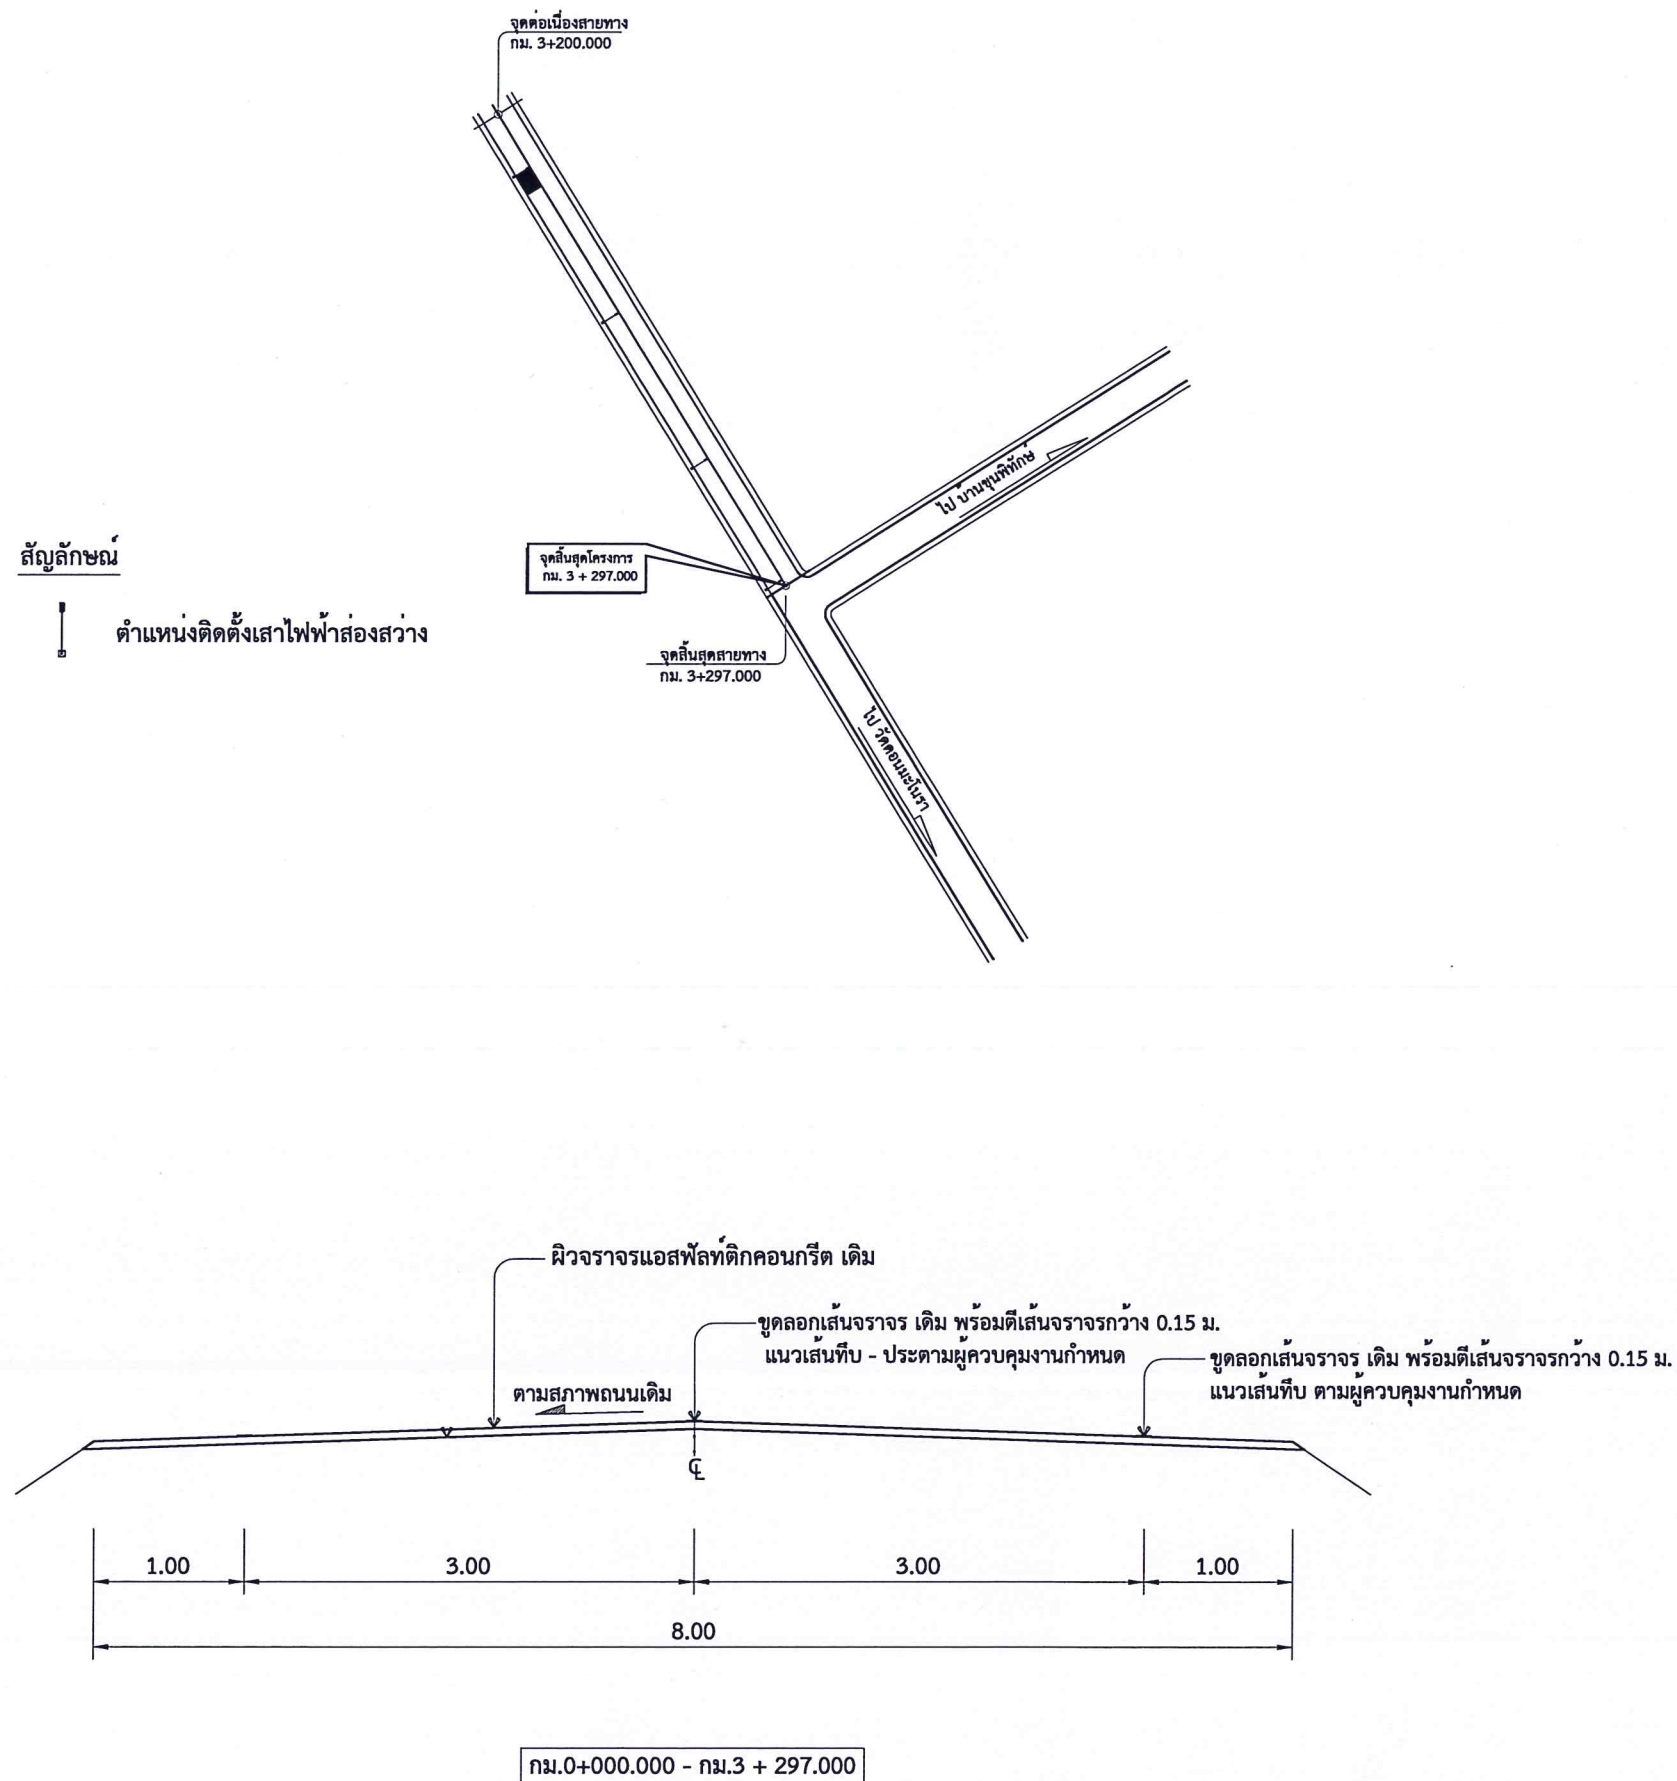 จุดต่อเนื่องสายทาง
กม. 3+200.000
ไป บ้านขุนพิทักษ์
สัญลักษณ์
ตำแหน่งติดตั้งเสาไฟฟ้าส่องสว่าง
จุดสิ้นสุดโครงการ
กม. 3 + 297.000
จุดสิ้นสุดสายทาง
กม. 3+297.000
ไป วัดดอนมะโนรา
ผิวจราจรแอสฟัลท์ติกคอนกรีต เดิม
ขูดลอกเส้นจราจร เดิม พร้อมตีเส้นจราจรกว้าง 0.15 ม.
แนวเส้นทึบ - ประตามผู้ควบคุมงานกำหนด
ขูดลอกเส้นจราจร เดิม พร้อมตีเส้นจราจรกว้าง 0.15 ม.
แนวเส้นทึบ ตามผู้ควบคุมงานกำหนด
ตามสภาพถนนเดิม
℄
1.00 3.00 3.00 1.00
8.00
กม.0+000.000 - กม.3 + 297.000